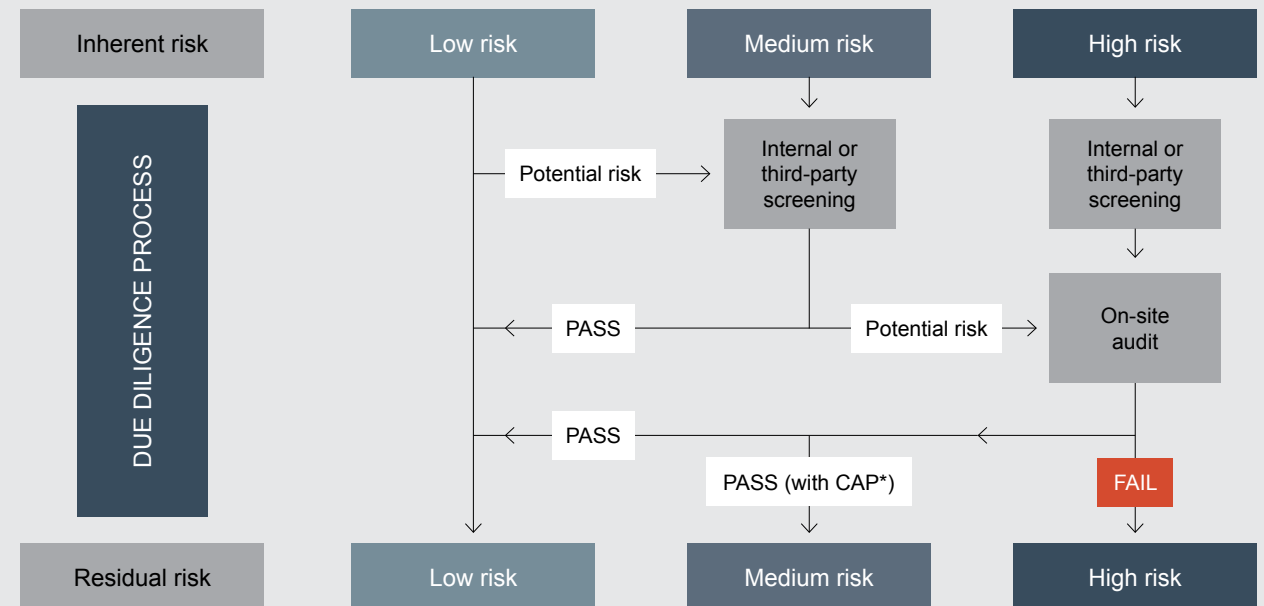 Inherent risk
Low risk
Medium risk
High risk
DUE DILIGENCE PROCESS
Potential risk
Internal or
third-party
screening
Internal or
third-party
screening
PASS
Potential risk
On-site
audit
PASS
PASS (with CAP*)
FAIL
Residual risk
Low risk
Medium risk
High risk